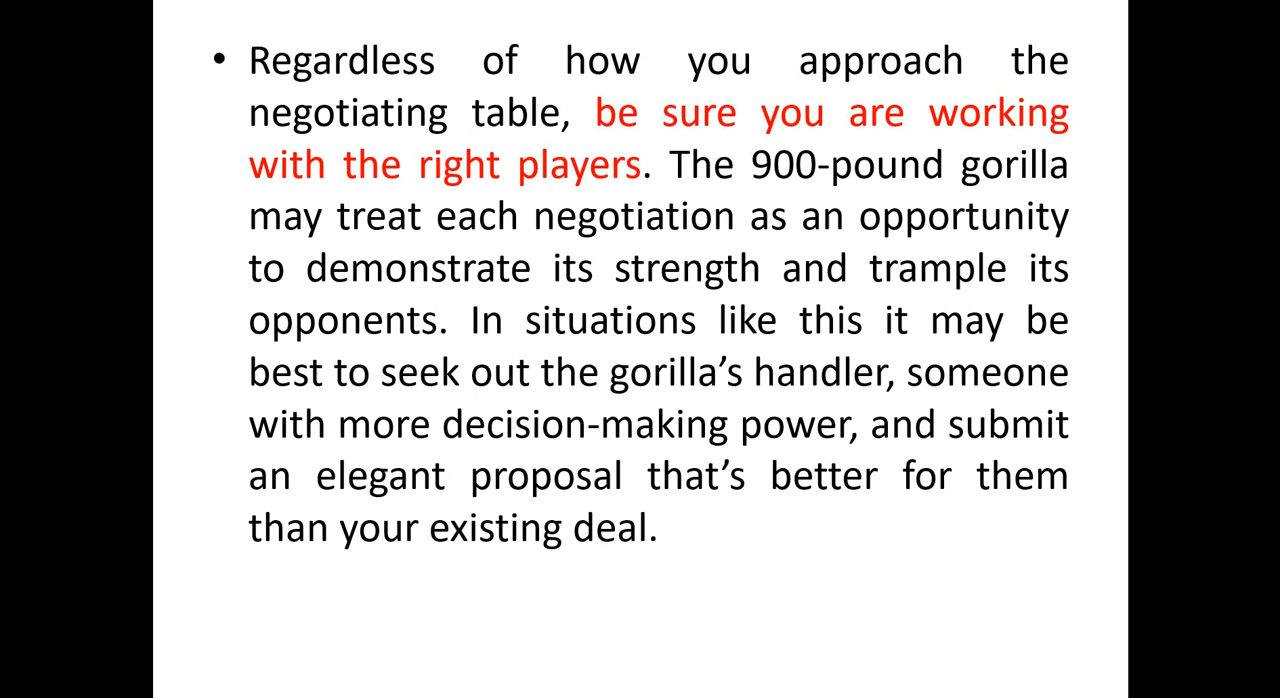 • Regardless of how you approach the
negotiating table, be sure you are working
with the right players. The 900-pound gorilla
may treat each negotiation as an opportunity
to demonstrate its strength and trample its
opponents. In situations like this it may be
best to seek out the gorilla’s handler, someone
with more decision-making power, and submit
an elegant proposal that’s better for them
than your existing deal.